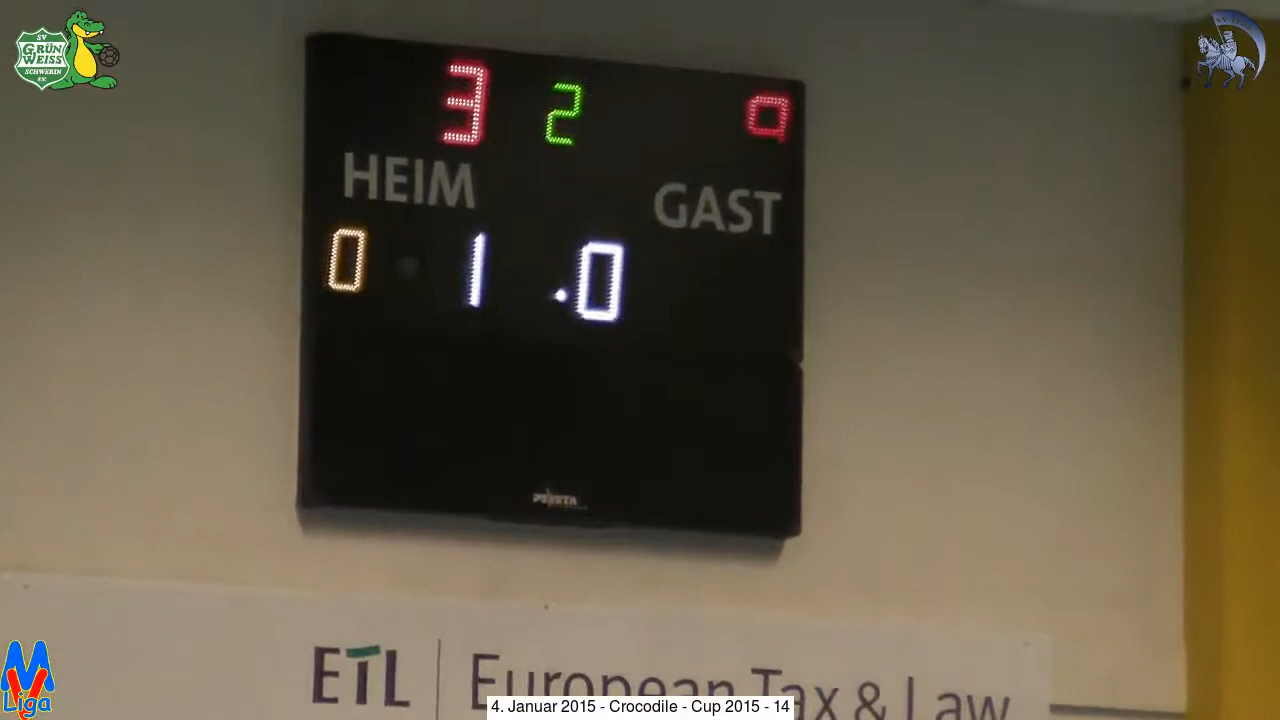 SV
GRÜN
WEISS
SCHWERIN
E.V.
3 2 9
HEIM
GAST
0 1 .0
ETL European Tax & Law
M
Liga
4. Januar 2015 - Crocodile - Cup 2015 - 14